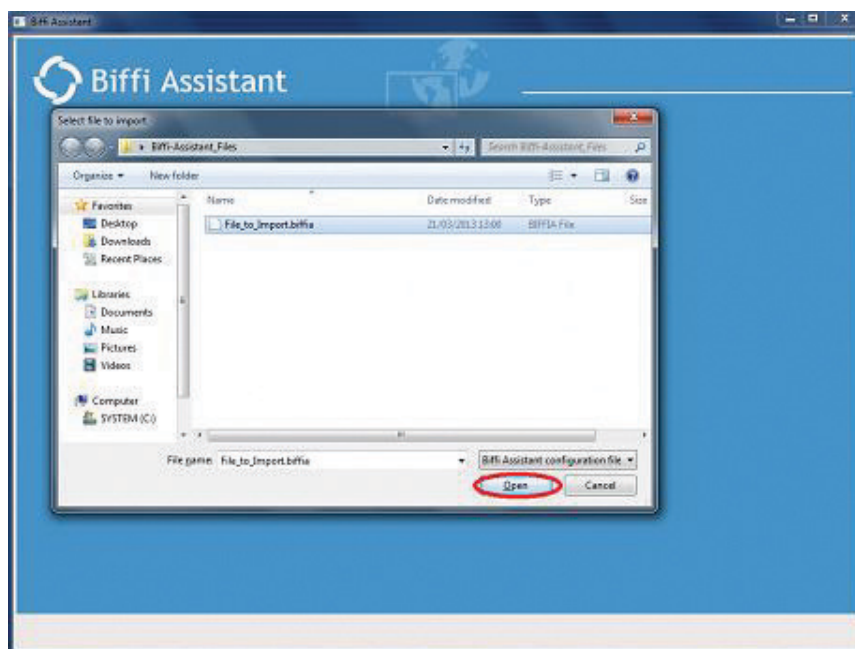 Biffi Assistant
Biffi Assistant
Select file to import
Biffi-Assistant_Files
Search Biffi-Assistant_Files
Organize
New folder
Name
Date modified
Type
Size
Favorites
Desktop
Downloads
Recent Places
Libraries
Documents
Music
Pictures
Videos
Computer
SYSTEM (C:)
File_to_Import.biffia
21/03/2013 13:00
BIFFIA File
File name: File_to_Import.biffia
Biffi Assistant configuration file
Open
Cancel